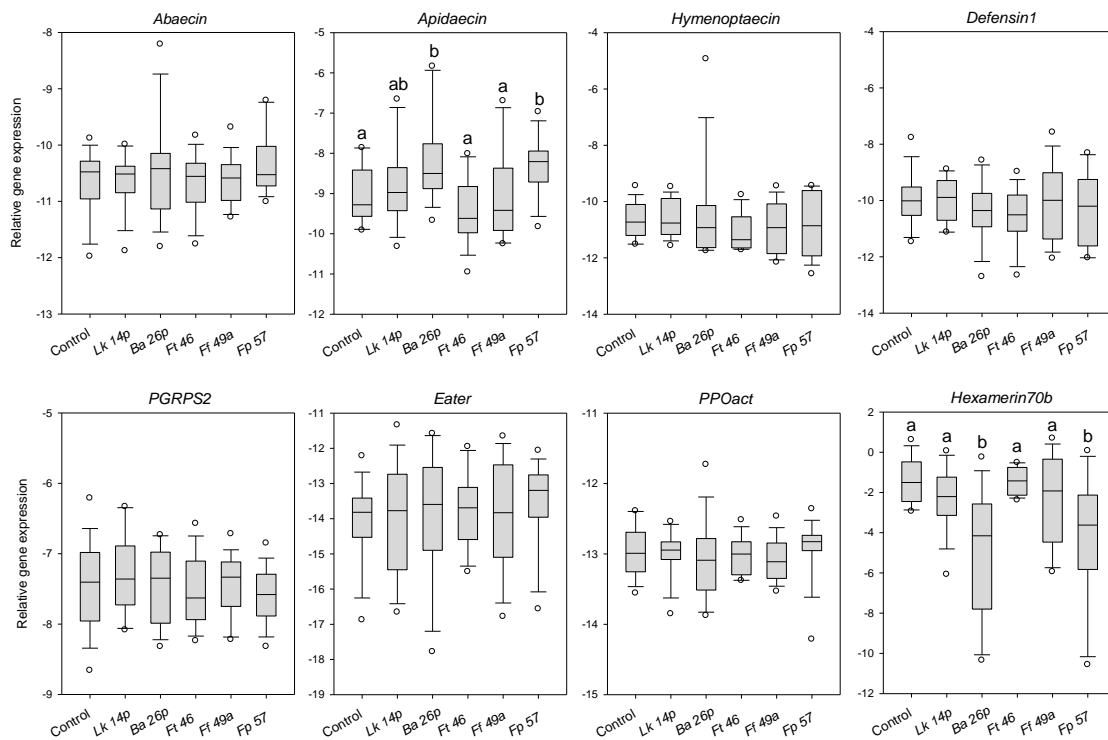 Abaecin
Apidaecin
Hymenoptaecin
Defensin1
Relative gene expression
-8
-10
-11
-12
-13
Control
Lk 14p
Ba 26p
Ft 46
Ff 49a
Fp 57
-5
-6
-7
-8
-9
-10
-11
-12
a
ab
b
a
a
b
Control
Lk 14p
Ba 26p
Ft 46
Ff 49a
Fp 57
-4
-6
-8
-10
-12
-14
Control
Lk 14p
Ba 26p
Ft 46
Ff 49a
Fp 57
-4
-6
-8
-10
-12
-14
Control
Lk 14p
Ba 26p
Ft 46
Ff 49a
Fp 57
PGRPS2
Eater
PPOact
Hexamerin70b
Relative gene expression
-5
-6
-7
-8
-9
Control
Lk 14p
Ba 26p
Ft 46
Ff 49a
Fp 57
-11
-12
-13
-14
-15
-16
-17
-18
-19
Control
Lk 14p
Ba 26p
Ft 46
Ff 49a
Fp 57
-11
-12
-13
-14
-15
Control
Lk 14p
Ba 26p
Ft 46
Ff 49a
Fp 57
2
0
-2
-4
-6
-8
-10
-12
a
a
b
a
a
b
Control
Lk 14p
Ba 26p
Ft 46
Ff 49a
Fp 57